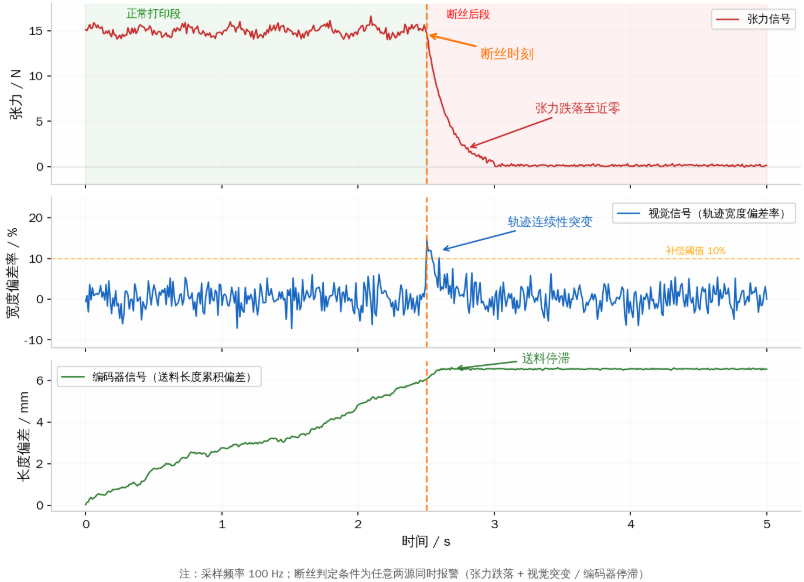 正常打印段
断丝后段
张力信号
15
断丝时刻
张力 / N
10
张力跌落至近零
5
0
20
视觉信号（轨迹宽度偏差率）
轨迹连续性突变
宽度偏差率 / %
10
补偿阈值 10%
0
-10
送料停滞
编码器信号（送料长度累积偏差）
6
长度偏差 / mm
4
2
0
0 1 2 3 4 5
时间 / s
注：采样频率 100 Hz；断丝判定条件为任意两源同时报警（张力跌落 + 视觉突变 / 编码器停滞）